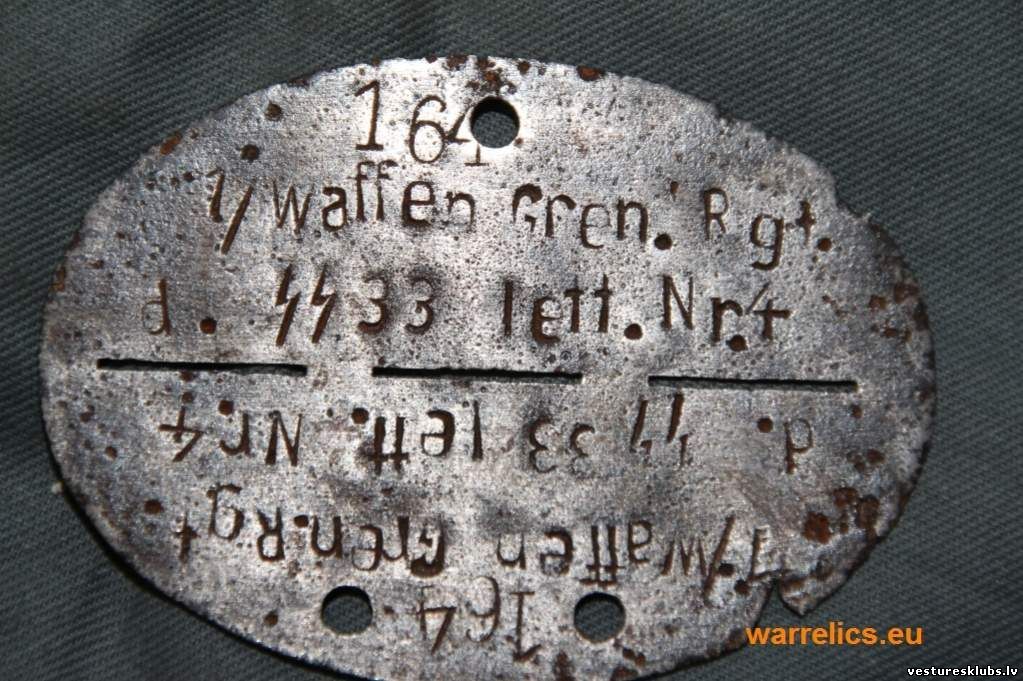 164
1/Waffen Gren. Rgt.
d. ᛋᛋ 33 lett. Nr 4
d. ᛋᛋ 33 lett. Nr. 4
1/Waffen Gren. Rgt.
164
warrelics.eu
vesturesklubs.lv